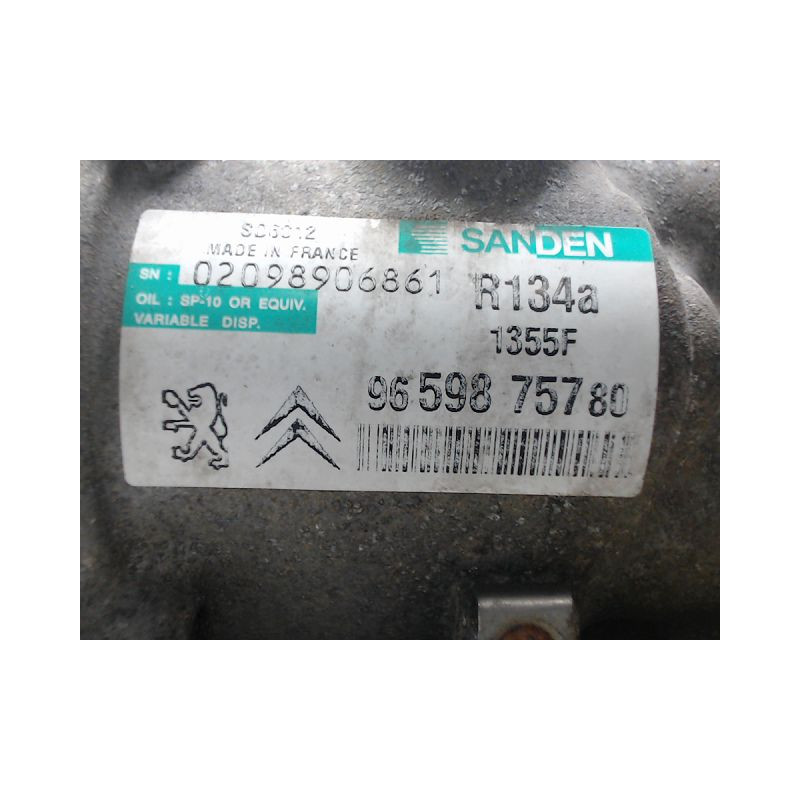 SD6C12
MADE IN FRANCE
SANDEN
SN : 02098906861
R134a
OIL : SP-10 OR EQUIV.
VARIABLE DISP.
1355F
96 598 757 80